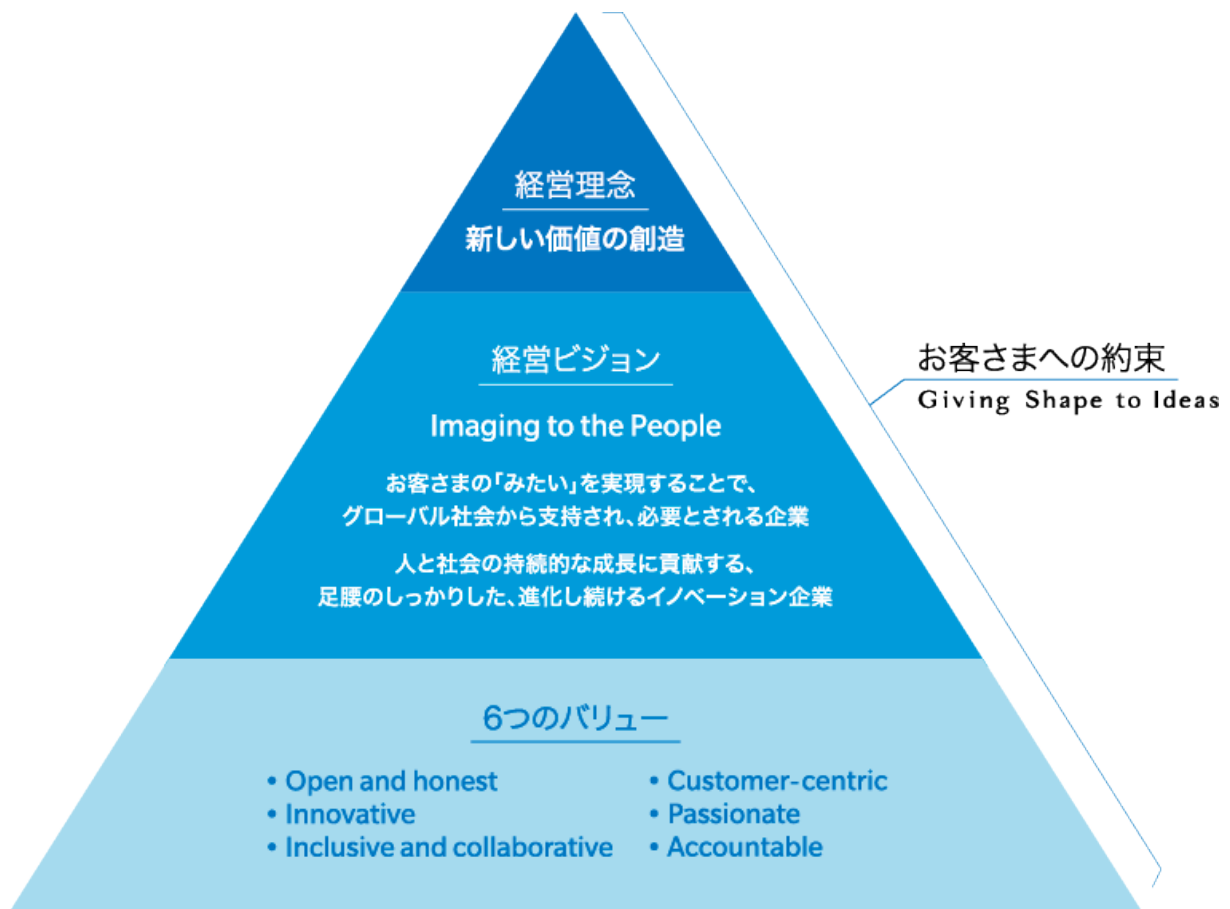 経営理念
新しい価値の創造
経営ビジョン
Imaging to the People
お客さまの「みたい」を実現することで、
グローバル社会から支持され、必要とされる企業
人と社会の持続的な成長に貢献する、
足腰のしっかりした、進化し続けるイノベーション企業
お客さまへの約束
Giving Shape to Ideas
6つのバリュー
• Open and honest
• Innovative
• Inclusive and collaborative
• Customer-centric
• Passionate
• Accountable